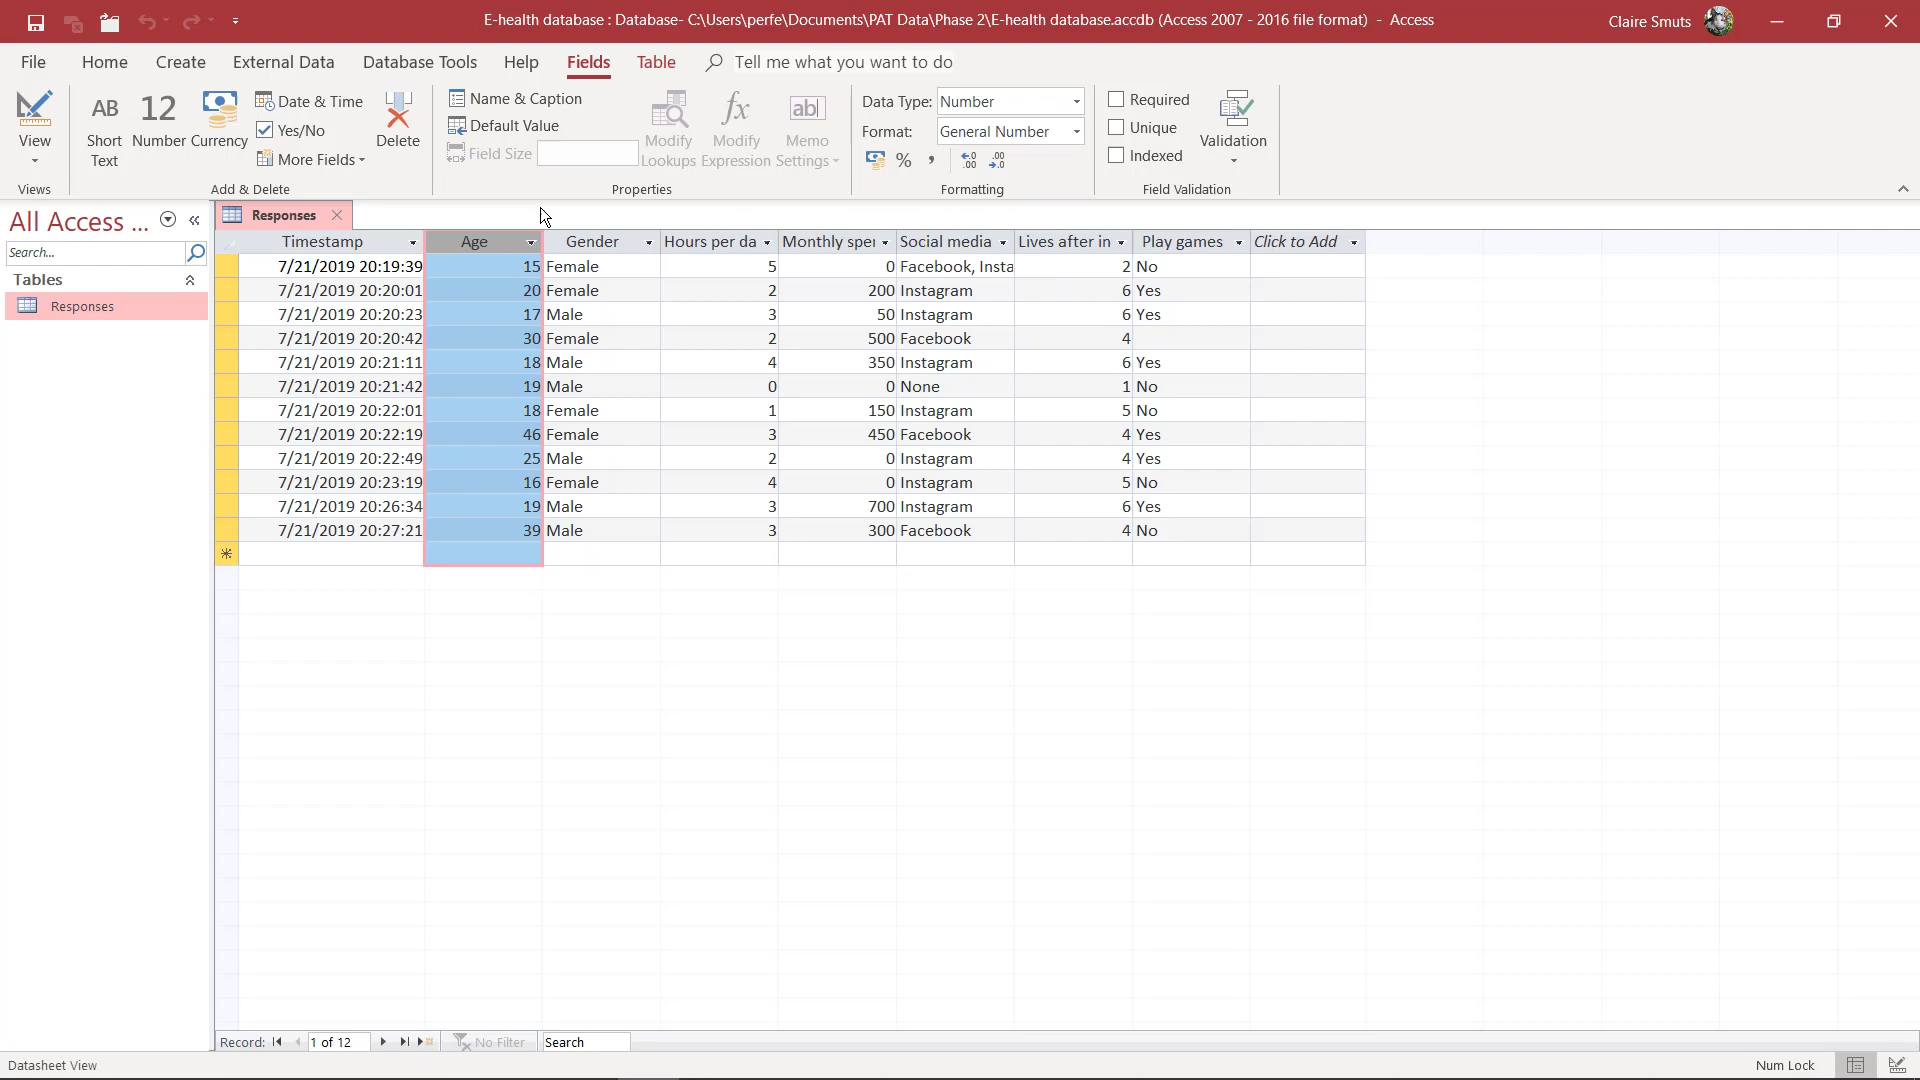 E-health database : Database- C:\Users\perfe\Documents\PAT Data\Phase 2\E-health database.accdb (Access 2007 - 2016 file format) - Access
Claire Smuts
File Home Create External Data Database Tools Help Fields Table Tell me what you want to do
View
Views
AB Short Text
12 Number
Currency
Date & Time
Yes/No
More Fields
Delete
Add & Delete
Name & Caption
Default Value
Field Size
Modify Lookups
fx Modify Expression
ab| Memo Settings
Properties
Data Type: Number
Format: General Number
% , .0 .00 .00 .0
Formatting
Required
Unique
Indexed
Validation
Field Validation
All Access ...
Search...
Tables
Responses
Responses
Timestamp Age Gender Hours per da Monthly sper Social media Lives after in Play games Click to Add
7/21/2019 20:19:39 15 Female 5 0 Facebook, Insta 2 No
7/21/2019 20:20:01 20 Female 2 200 Instagram 6 Yes
7/21/2019 20:20:23 17 Male 3 50 Instagram 6 Yes
7/21/2019 20:20:42 30 Female 2 500 Facebook 4
7/21/2019 20:21:11 18 Male 4 350 Instagram 6 Yes
7/21/2019 20:21:42 19 Male 0 0 None 1 No
7/21/2019 20:22:01 18 Female 1 150 Instagram 5 No
7/21/2019 20:22:19 46 Female 3 450 Facebook 4 Yes
7/21/2019 20:22:49 25 Male 2 0 Instagram 4 Yes
7/21/2019 20:23:19 16 Female 4 0 Instagram 5 No
7/21/2019 20:26:34 19 Male 3 700 Instagram 6 Yes
7/21/2019 20:27:21 39 Male 3 300 Facebook 4 No
Record: 1 of 12 No Filter Search
Datasheet View Num Lock